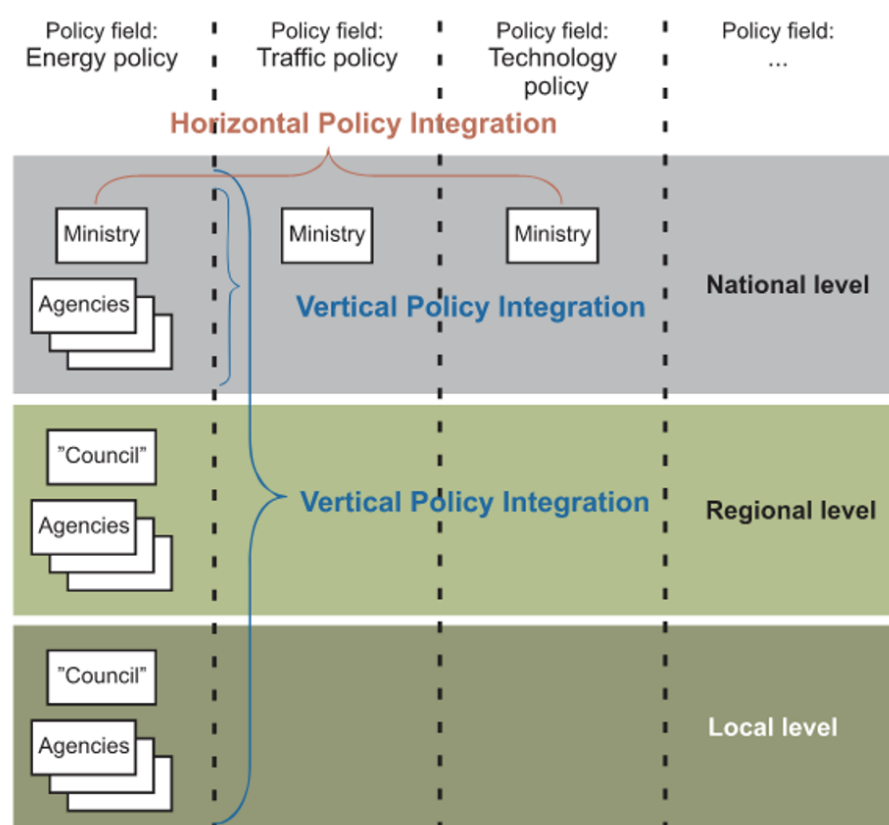 Policy field:
Energy policy
Policy field:
Traffic policy
Policy field:
Technology
policy
Policy field:
...
Horizontal Policy Integration
Ministry
Ministry
Ministry
Agencies
Vertical Policy Integration
National level
”Council”
Agencies
Vertical Policy Integration
Regional level
”Council”
Agencies
Local level